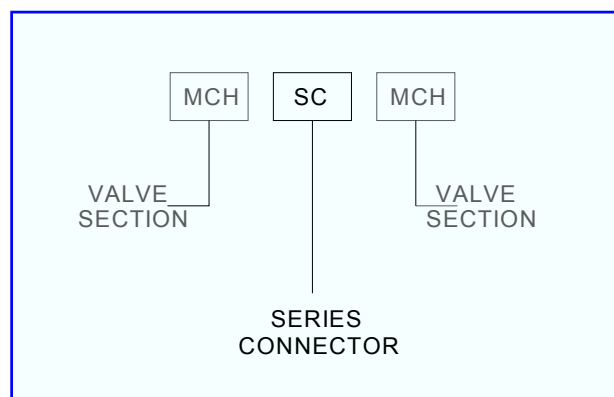 MCH SC MCH
VALVE
SECTION
VALVE
SECTION
SERIES
CONNECTOR